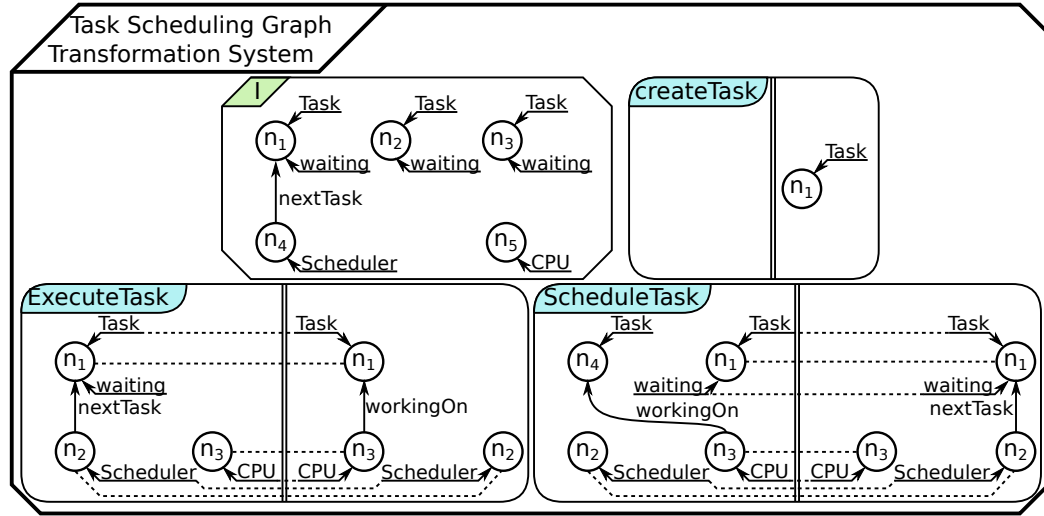 Task Scheduling Graph
Transformation System
I
Task
Task
Task
n1
n2
n3
waiting
waiting
waiting
nextTask
n4
n5
Scheduler
CPU
createTask
Task
n1
ExecuteTask
Task
Task
n1
n1
waiting
nextTask
workingOn
n2
n3
n3
n2
Scheduler
CPU
CPU
Scheduler
ScheduleTask
Task
Task
Task
n4
n1
n1
waiting
waiting
workingOn
nextTask
n2
n3
n3
n2
Scheduler
CPU
CPU
Scheduler